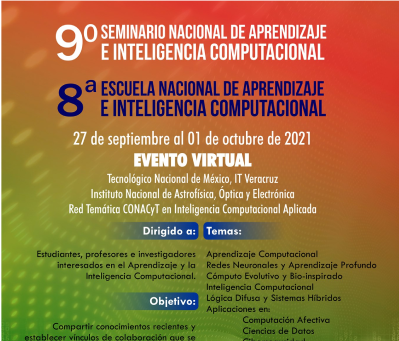 9º SEMINARIO NACIONAL DE APRENDIZAJE
E INTELIGENCIA COMPUTACIONAL
8ª ESCUELA NACIONAL DE APRENDIZAJE
E INTELIGENCIA COMPUTACIONAL
27 de septiembre al 01 de octubre de 2021
EVENTO VIRTUAL
Tecnológico Nacional de México, IT Veracruz
Instituto Nacional de Astrofísica, Óptica y Electrónica
Red Temática CONACyT en Inteligencia Computacional Aplicada
Dirigido a:
Estudiantes, profesores e investigadores
interesados en el Aprendizaje y la
Inteligencia Computacional.
Objetivo:
Compartir conocimientos recientes y
establecer vínculos de colaboración que se
Temas:
Aprendizaje Computacional
Redes Neuronales y Aprendizaje Profundo
Cómputo Evolutivo y Bio-inspirado
Inteligencia Computacional
Lógica Difusa y Sistemas Híbridos
Aplicaciones en:
Computación Afectiva
Ciencias de Datos